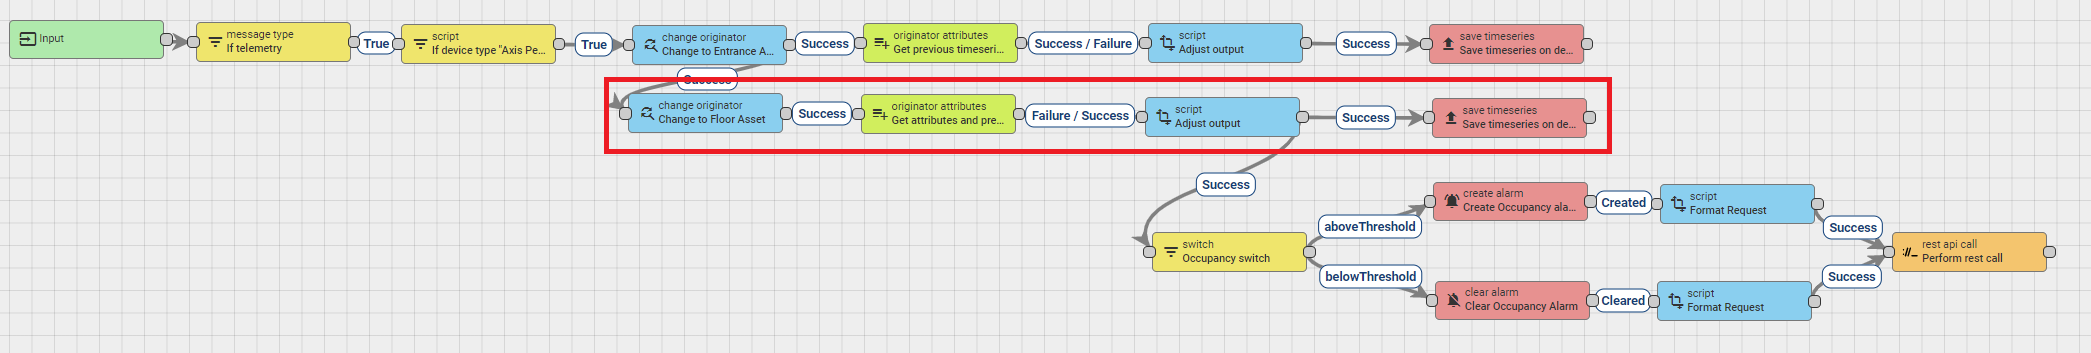 Input
message type
If telemetry
True
script
If device type "Axis Pe...
True
change originator
Change to Entrance A...
Success
originator attributes
Get previous timeseri...
Success / Failure
script
Adjust output
Success
save timeseries
Save timeseries on de...
Success
change originator
Change to Floor Asset
Success
originator attributes
Get attributes and pre...
Failure / Success
script
Adjust output
Success
save timeseries
Save timeseries on de...
Success
switch
Occupancy switch
aboveThreshold
create alarm
Create Occupancy ala...
Created
script
Format Request
Success
belowThreshold
clear alarm
Clear Occupancy Alarm
Cleared
script
Format Request
Success
rest api call
Perform rest call